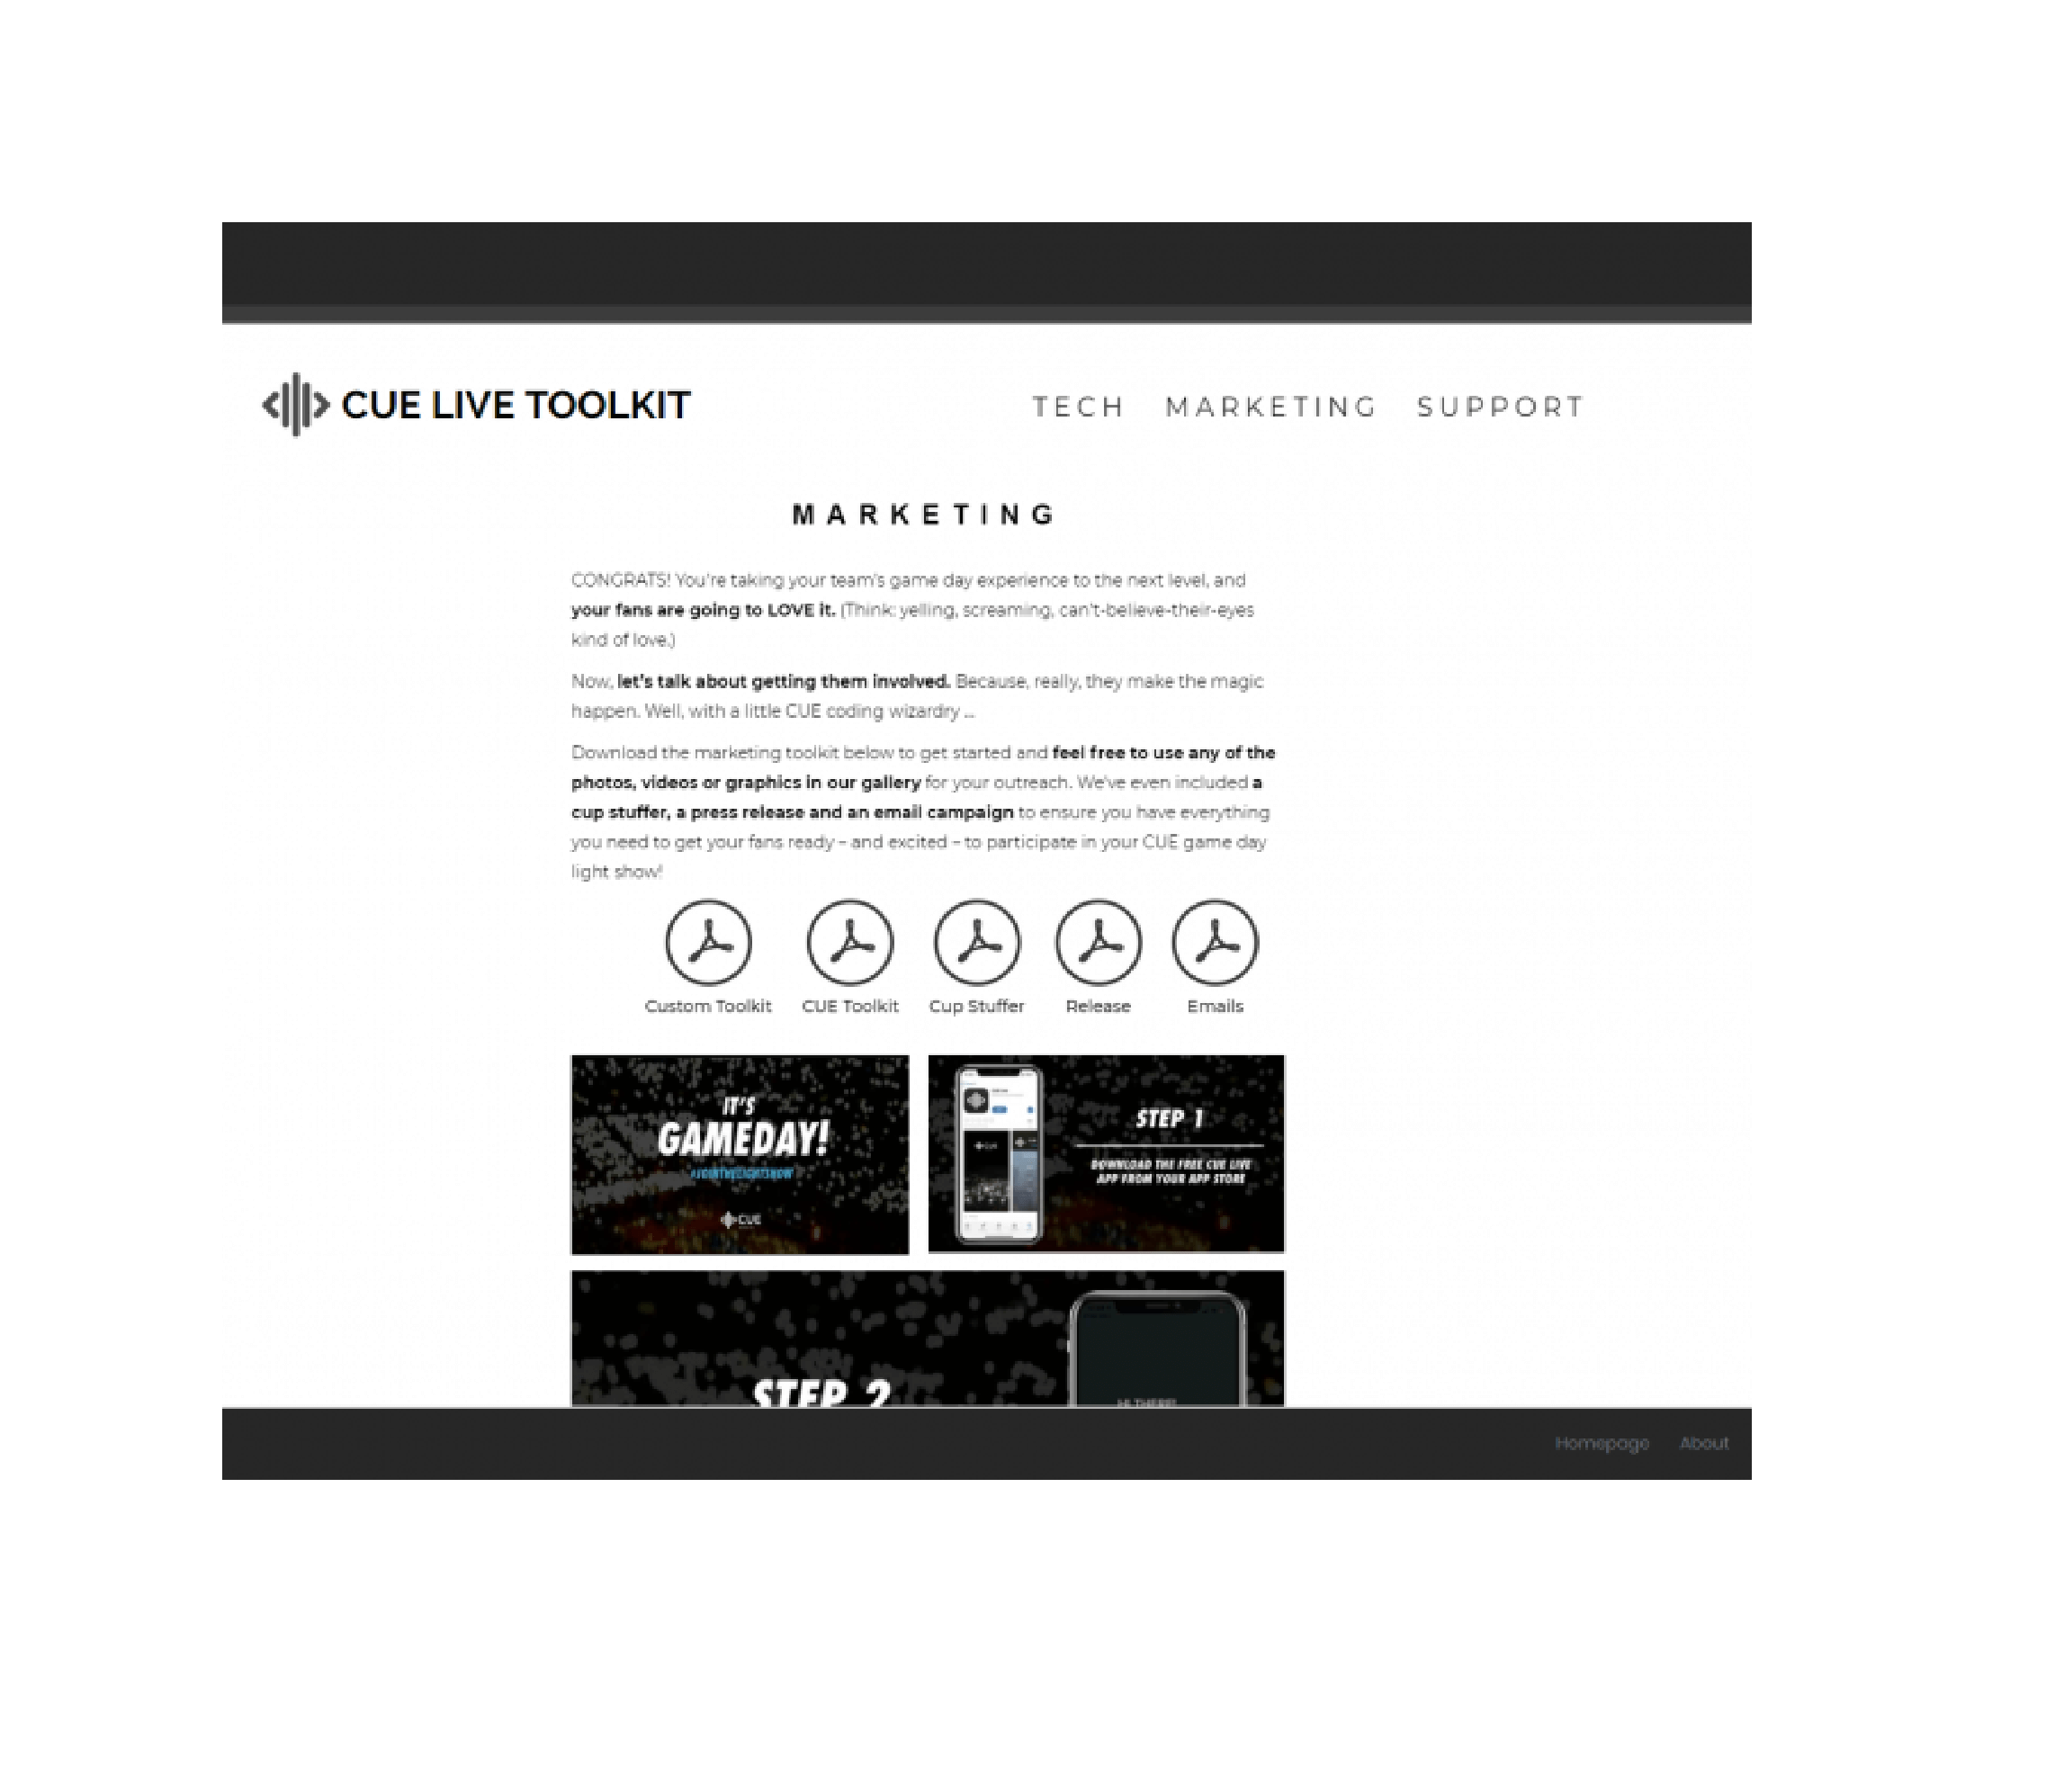 CUE LIVE TOOLKIT
TECH MARKETING SUPPORT
MARKETING
CONGRATS! You're taking your team's game day experience to the next level, and
your fans are going to LOVE it. (Think: yelling, screaming, can't-believe-their-eyes
kind of love.)
Now, let's talk about getting them involved. Because, really, they make the magic
happen. Well, with a little CUE coding wizardry ...
Download the marketing toolkit below to get started and feel free to use any of the
photos, videos or graphics in our gallery for your outreach. We've even included a
cup stuffer, a press release and an email campaign to ensure you have everything
you need to get your fans ready – and excited – to participate in your CUE game day
light show!
Custom Toolkit CUE Toolkit Cup Stuffer Release Emails
IT'S
GAMEDAY!
#JOINTHELIGHTSHOW
CUE
CUE
STEP 1
DOWNLOAD THE FREE CUE LIVE
APP FROM YOUR APP STORE
STEP 2
HI THERE!
Homepage About